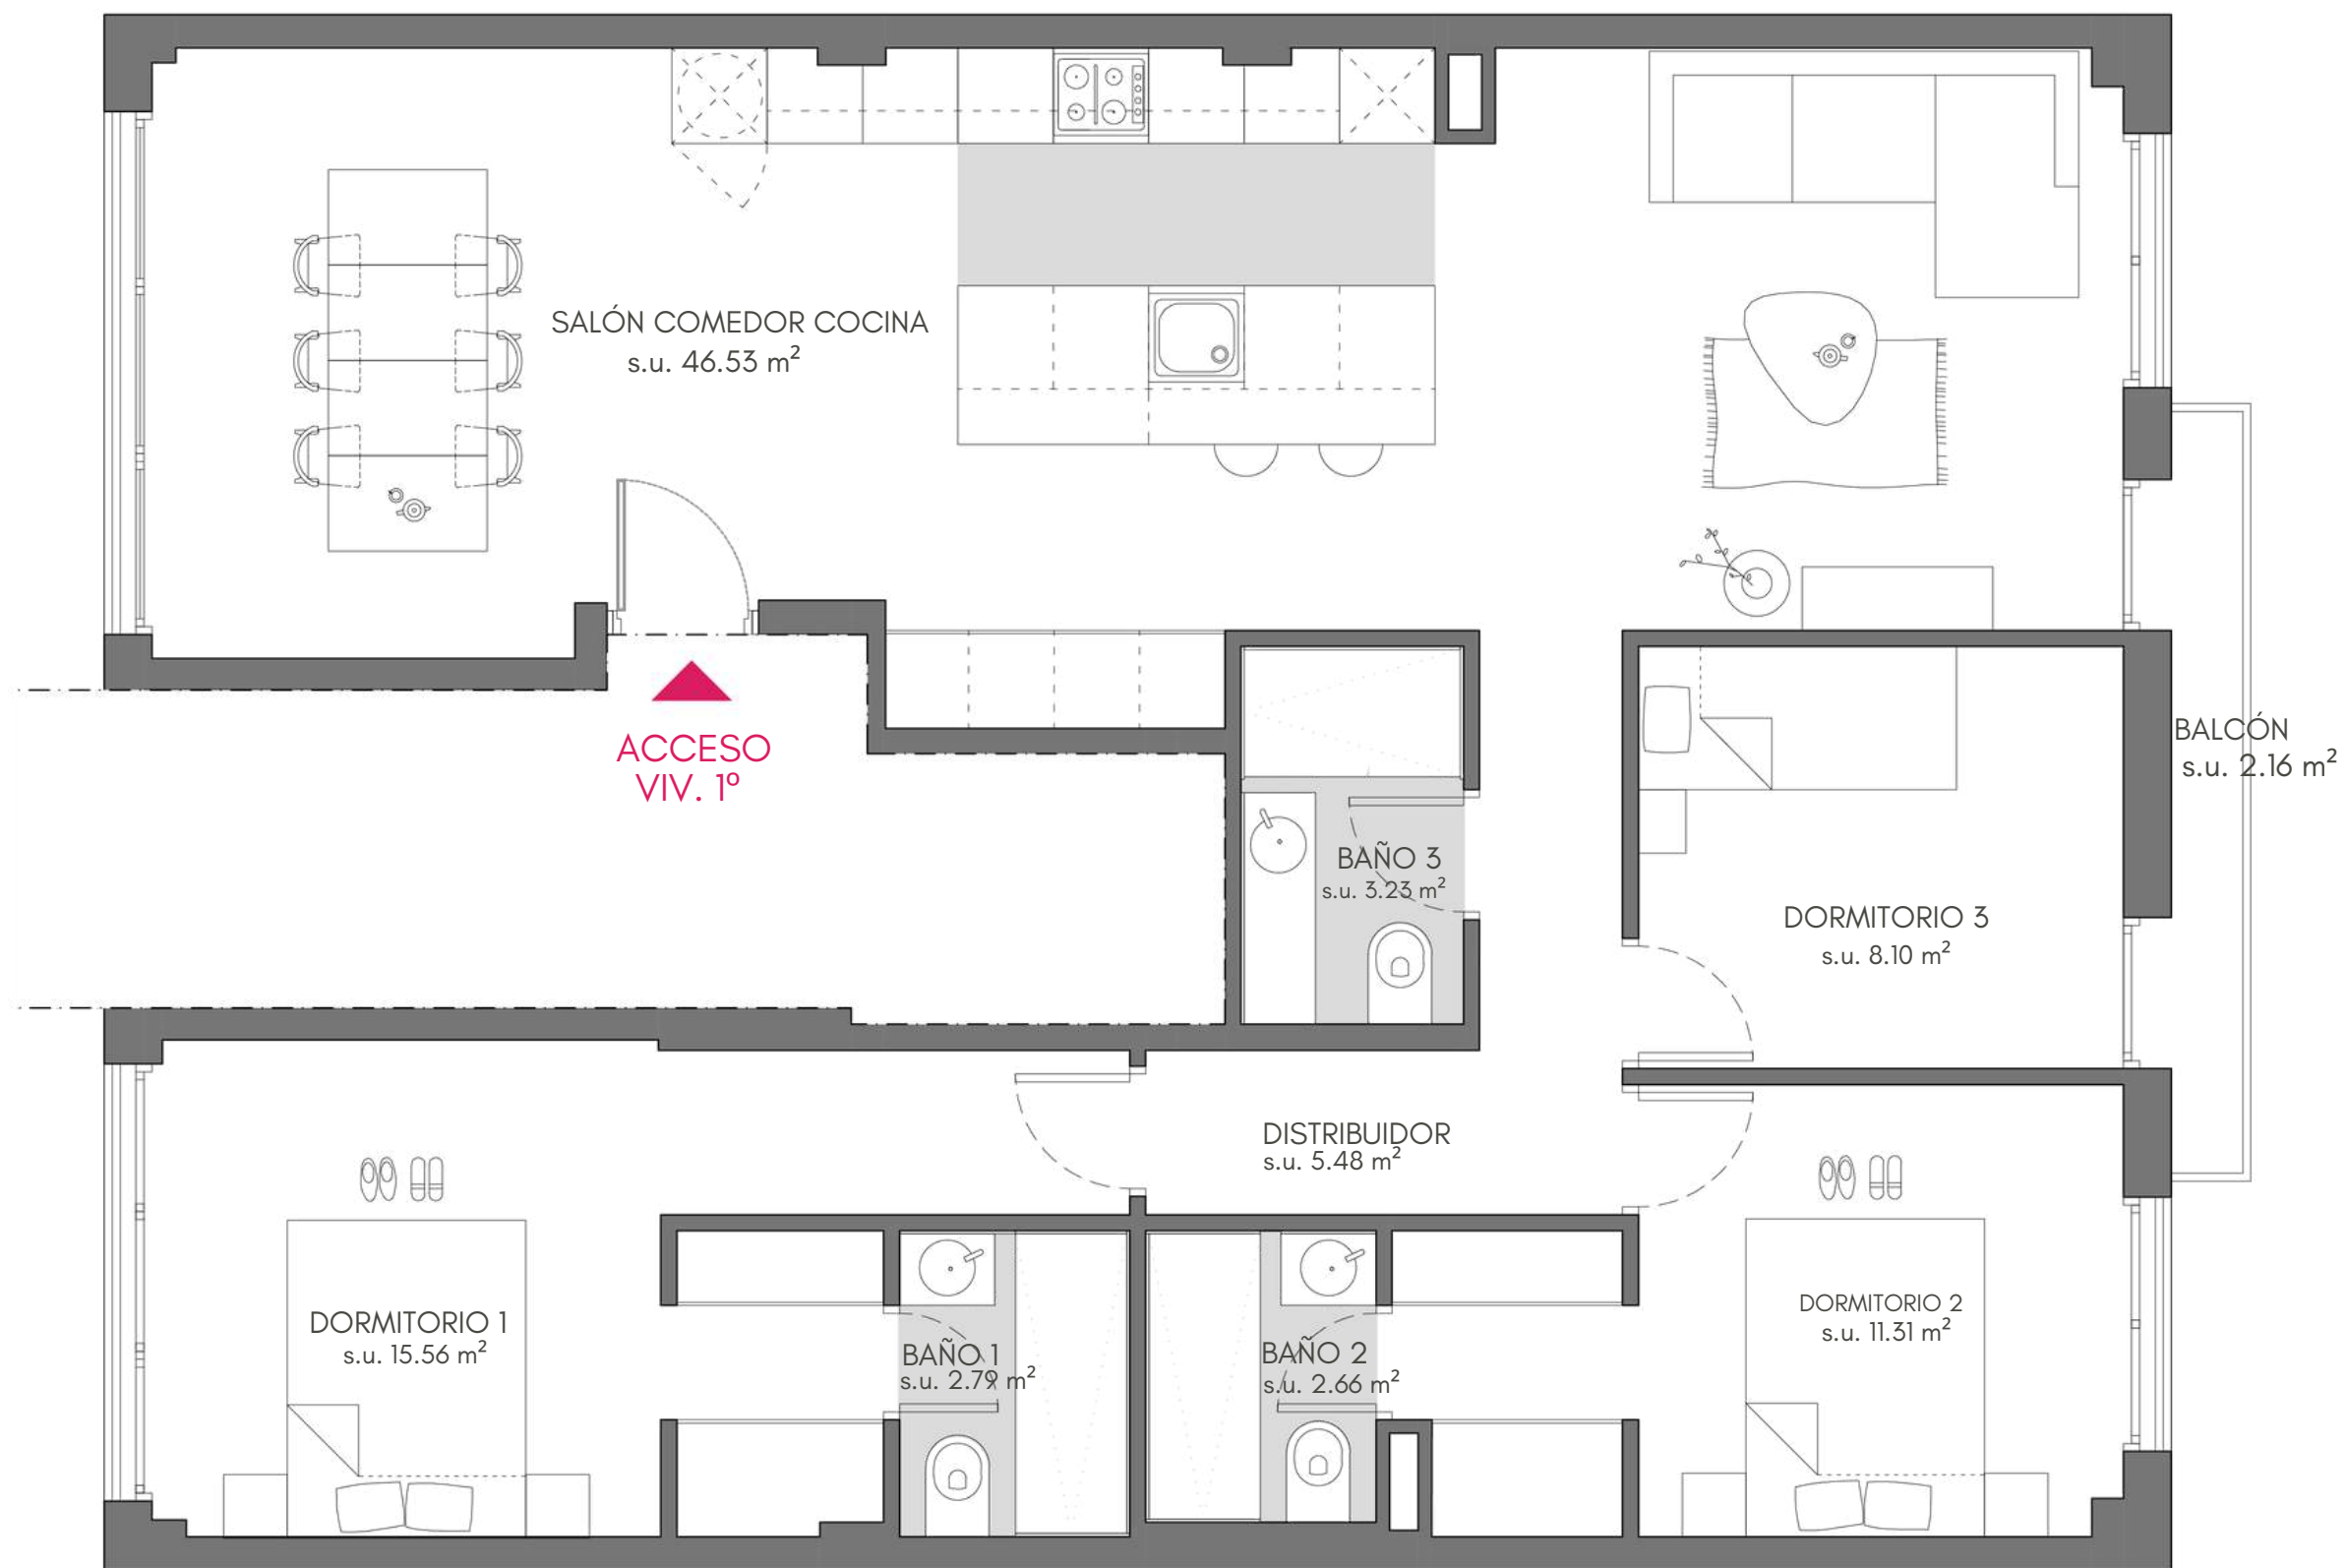 SALÓN COMEDOR COCINA
s.u. 46.53 m²
ACCESO
VIV. 1º
BALCÓN
s.u. 2.16 m²
BAÑO 3
s.u. 3.23 m²
DORMITORIO 3
s.u. 8.10 m²
DISTRIBUIDOR
s.u. 5.48 m²
DORMITORIO 1
s.u. 15.56 m²
BAÑO 1
s.u. 2.79 m²
BAÑO 2
s.u. 2.66 m²
DORMITORIO 2
s.u. 11.31 m²